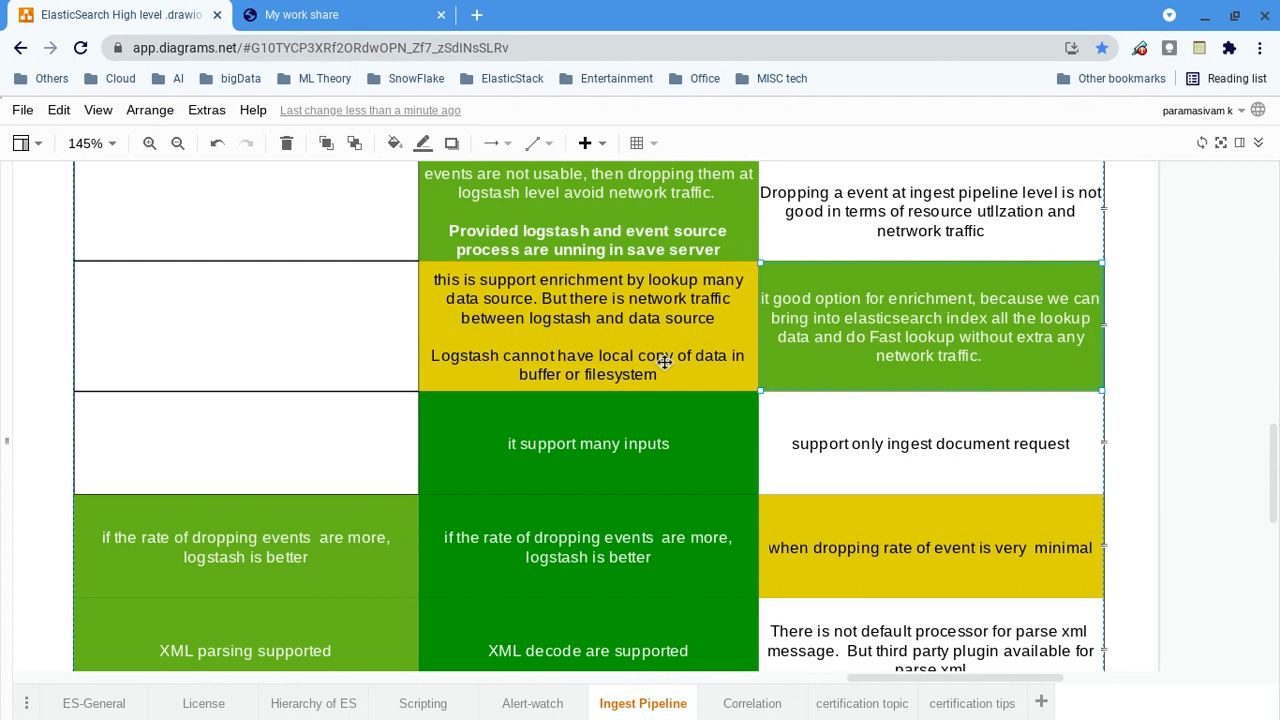 ElasticSearch High level .drawio
My work share
app.diagrams.net/#G10TYCP3XRf2ORdwOPN_Zf7_zSdINsSLRv
Others
Cloud
AI
bigData
ML Theory
SnowFlake
ElasticStack
Entertainment
Office
MISC tech
Other bookmarks
Reading list
File
Edit
View
Arrange
Extras
Help
Last change less than a minute ago
paramasivam k
145%
events are not usable, then dropping them at
logstash level avoid network traffic.
Provided logstash and event source
process are unning in save server
Dropping a event at ingest pipeline level is not
good in terms of resource utllzation and
netrwork traffic
this is support enrichment by lookup many
data source. But there is network traffic
between logstash and data source
Logstash cannot have local copy of data in
buffer or filesystem
it good option for enrichment, because we can
bring into elasticsearch index all the lookup
data and do Fast lookup without extra any
network traffic.
it support many inputs
support only ingest document request
if the rate of dropping events are more,
logstash is better
if the rate of dropping events are more,
logstash is better
when dropping rate of event is very minimal
XML parsing supported
XML decode are supported
There is not default processor for parse xml
message. But third party plugin available for
parse xml
ES-General
License
Hierarchy of ES
Scripting
Alert-watch
Ingest Pipeline
Correlation
certification topic
certification tips